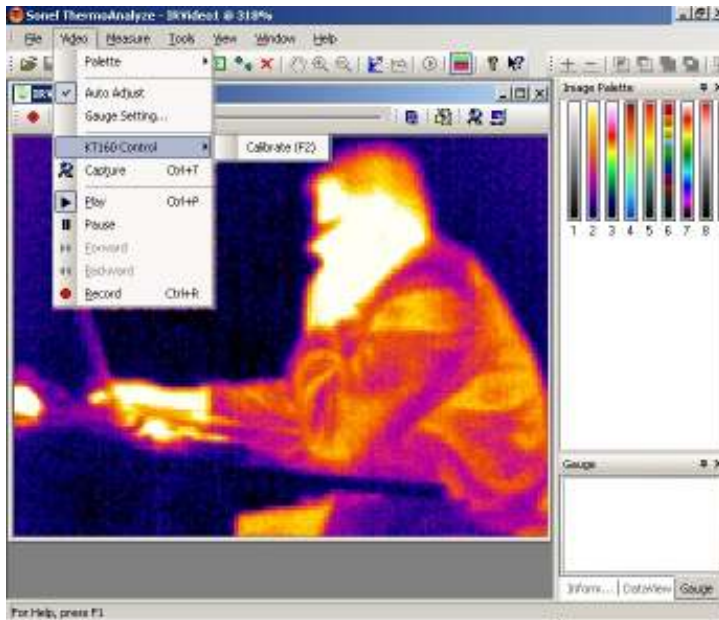 Sonel ThermoAnalyze - IRVideo1 @ 318%
File Video Measure Tools View Window Help
Palette
Auto Adjust
Gauge Setting...
KT160 Control
Calibrate (F2)
Capture Ctrl+T
Play Ctrl+P
Pause
Forward
Backward
Record Ctrl+R
Image Palette
1 2 3 4 5 6 7 8
Gauge
Inform... DataView Gauge
For Help, press F1